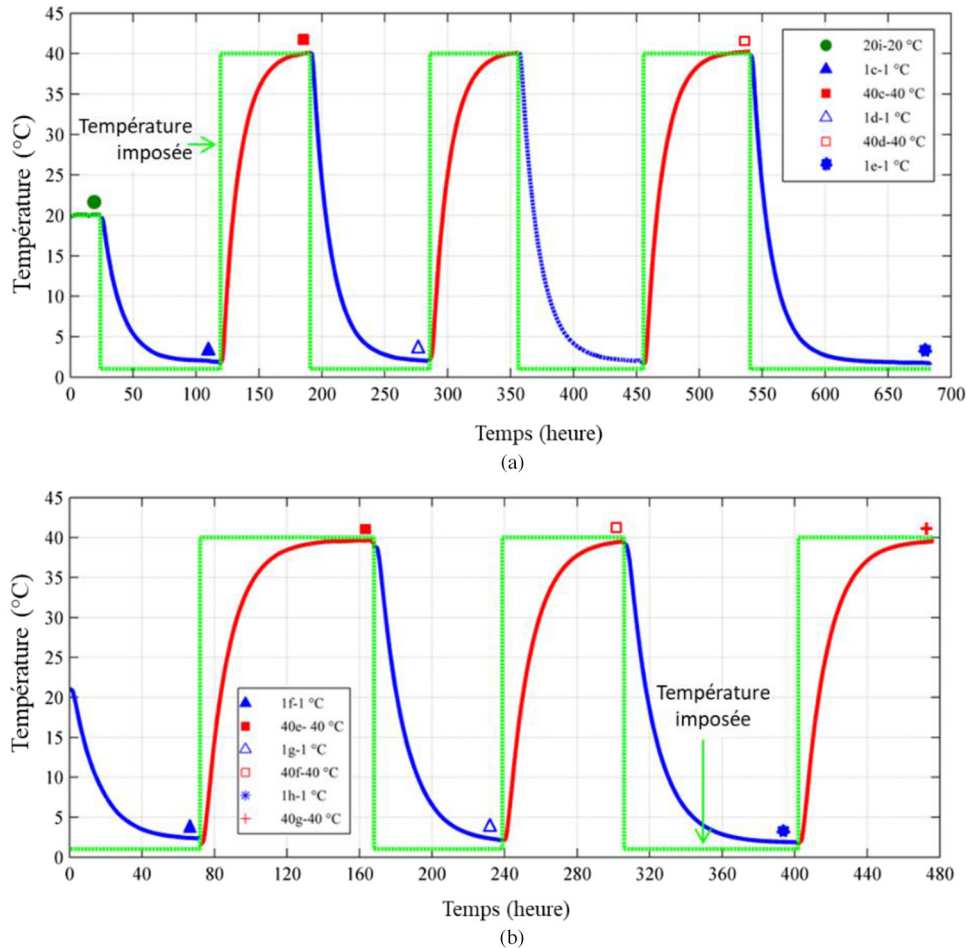 45
40
35
30
25
20
15
10
5
0
Température (°C)
Température
imposée
20i-20 °C
1c-1 °C
40c-40 °C
1d-1 °C
40d-40 °C
1e-1 °C
0 50 100 150 200 250 300 350 400 450 500 550 600 650 700
Temps (heure)
(a)
45
40
35
30
25
20
15
10
5
0
Température (°C)
1f-1 °C
40e- 40 °C
1g-1 °C
40f-40 °C
1h-1 °C
40g-40 °C
Température
imposée
0 40 80 120 160 200 240 280 320 360 400 440 480
Temps (heure)
(b)